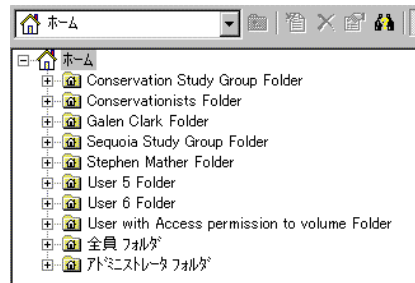 ホーム
ホーム
Conservation Study Group Folder
Conservationists Folder
Galen Clark Folder
Sequoia Study Group Folder
Stephen Mather Folder
User 5 Folder
User 6 Folder
User with Access permission to volume Folder
全員 フォルダ
アドミニストレータ フォルダ